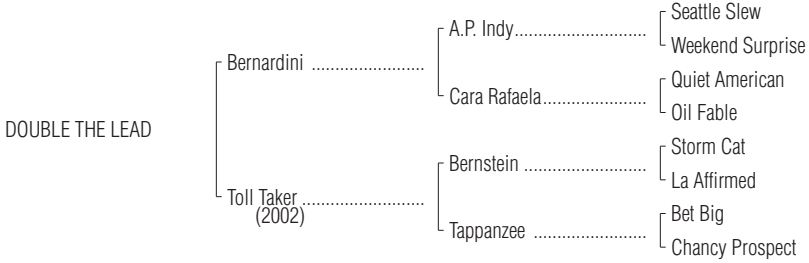 DOUBLE THE LEAD
Bernardini ........................
A.P. Indy............................
Seattle Slew
Weekend Surprise
Cara Rafaela......................
Quiet American
Oil Fable
Toll Taker ..........................
(2002)
Bernstein ..........................
Storm Cat
La Affirmed
Tappanzee ........................
Bet Big
Chancy Prospect